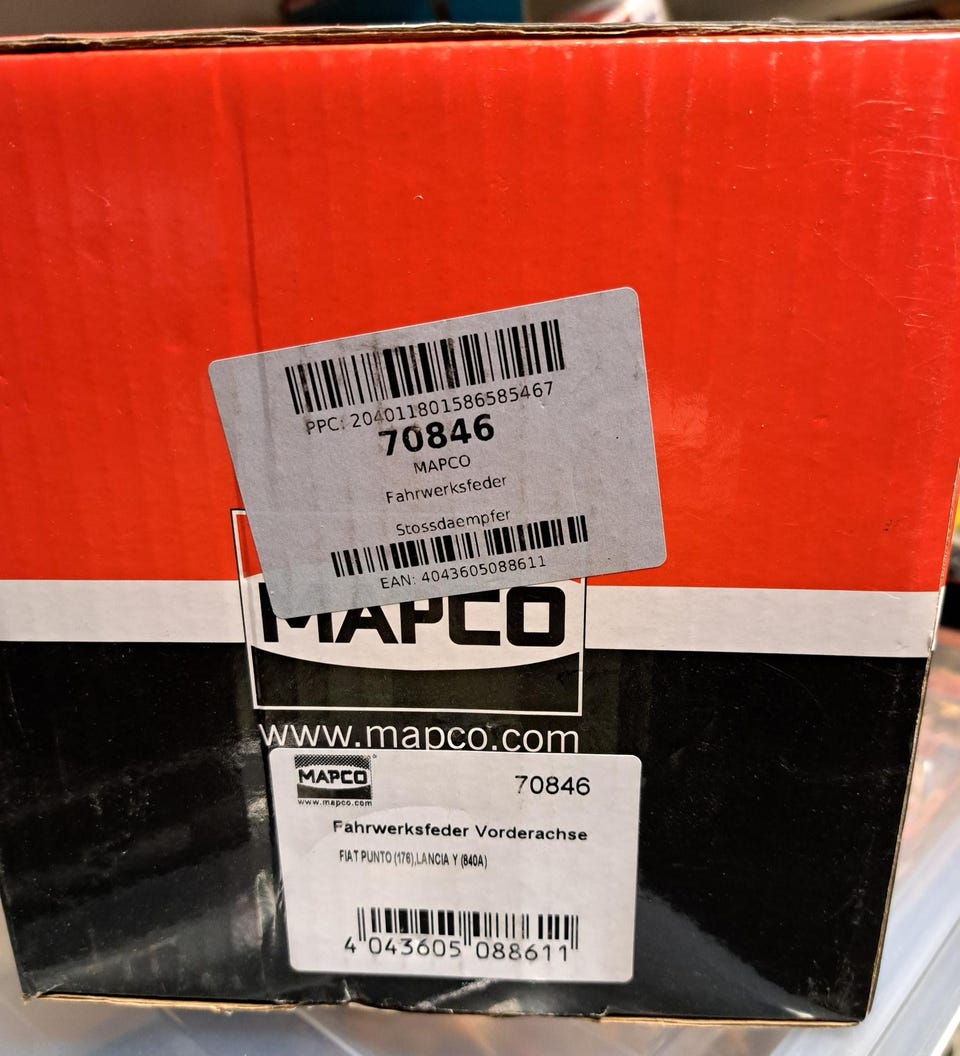 PPC: 204011801586585467
70846
MAPCO
Fahrwerksfeder
Stossdaempfer
EAN: 4043605088611
MAPCO
www.mapco.com
MAPCO
www.mapco.com
70846
Fahrwerksfeder Vorderachse
FIAT PUNTO (176),LANCIA Y (840A)
4 043605 088611